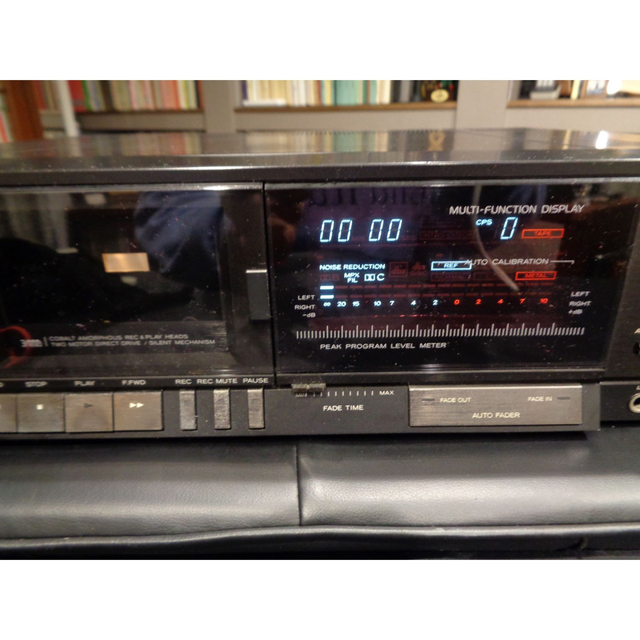 MULTI-FUNCTION DISPLAY
00 00 CPS 0 TAPE
AUTO CALIBRATION
NOISE REDUCTION REF
MPX FIL C METAL
LEFT LEFT
∞ 20 15 10 7 4 2 0 2 4 7 10
RIGHT RIGHT
-dB +dB
PEAK PROGRAM LEVEL METER
COBALT AMORPHOUS REC & PLAY HEADS
TWO MOTOR DIRECT DRIVE / SILENT MECHANISM
STOP PLAY F.FWD REC REC MUTE PAUSE
MAX
FADE TIME
FADE OUT FADE IN
AUTO FADER